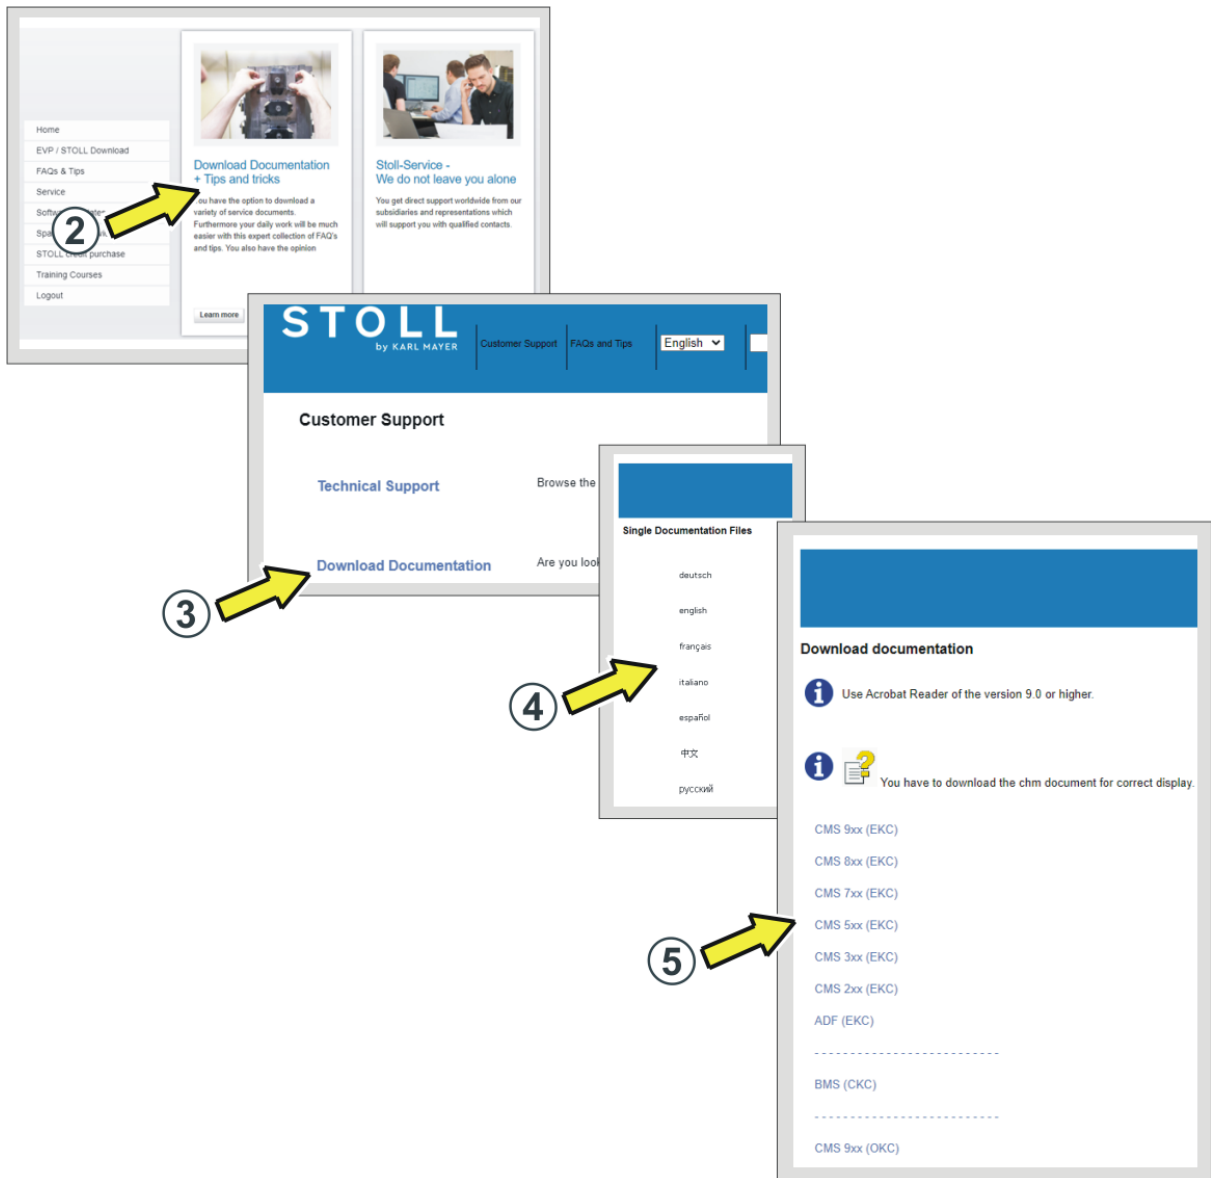 Home
EVP / STOLL Download
FAQs & Tips
Service
STOLL credit purchase
Training Courses
Logout
2
Download Documentation
+ Tips and tricks
You have the option to download a
variety of service documents.
Furthermore your daily work will be much
easier with this expert collection of FAQ's
and tips. You also have the opinion
Learn more
Stoll-Service -
We do not leave you alone
You get direct support worldwide from our
subsidiaries and representations which
will support you with qualified contacts.
STOLL
by KARL MAYER
Customer Support
FAQs and Tips
English
Customer Support
Technical Support
Browse the
Download Documentation
Are you look
3
Single Documentation Files
deutsch
english
français
italiano
español
中文
русский
4
Download documentation
Use Acrobat Reader of the version 9.0 or higher.
You have to download the chm document for correct display.
CMS 9xx (EKC)
CMS 8xx (EKC)
CMS 7xx (EKC)
CMS 5xx (EKC)
CMS 3xx (EKC)
CMS 2xx (EKC)
ADF (EKC)
BMS (CKC)
CMS 9xx (OKC)
5